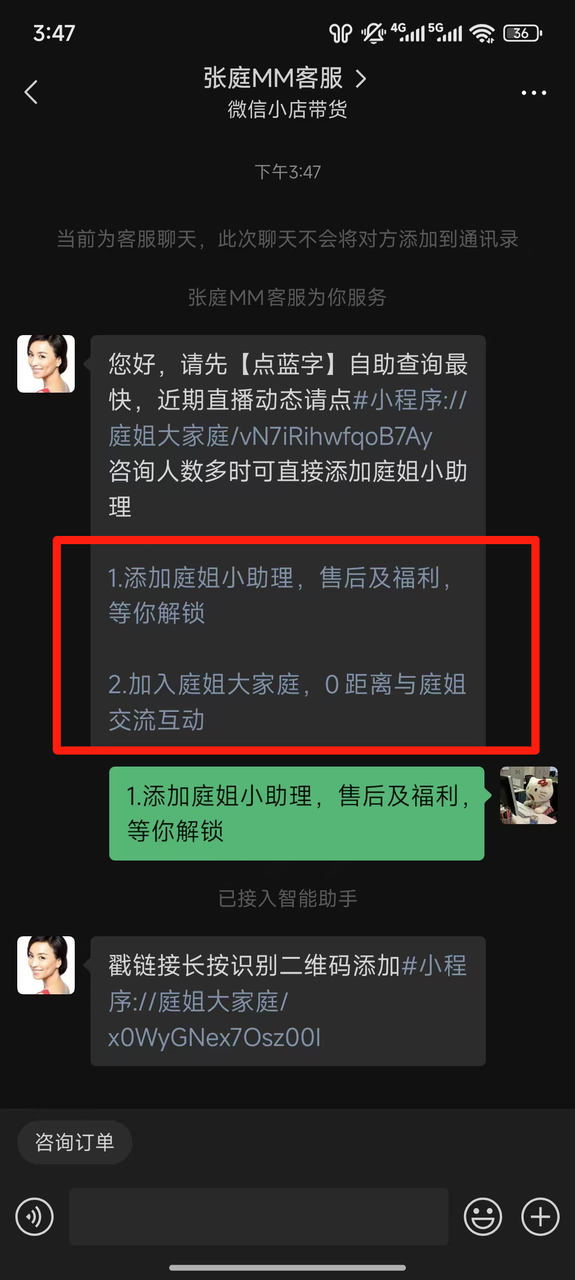 3:47
4G
5G
36
张庭MM客服
微信小店带货
下午3:47
当前为客服聊天，此次聊天不会将对方添加到通讯录
张庭MM客服为你服务
您好，请先【点蓝字】自助查询最
快，近期直播动态请点#小程序://
庭姐大家庭/vN7iRihwfqoB7Ay
咨询人数多时可直接添加庭姐小助
理
1.添加庭姐小助理，售后及福利，
等你解锁
2.加入庭姐大家庭，0 距离与庭姐
交流互动
1.添加庭姐小助理，售后及福利，
等你解锁
已接入智能助手
戳链接长按识别二维码添加#小程
序://庭姐大家庭/
x0WyGNex7Osz00I
咨询订单